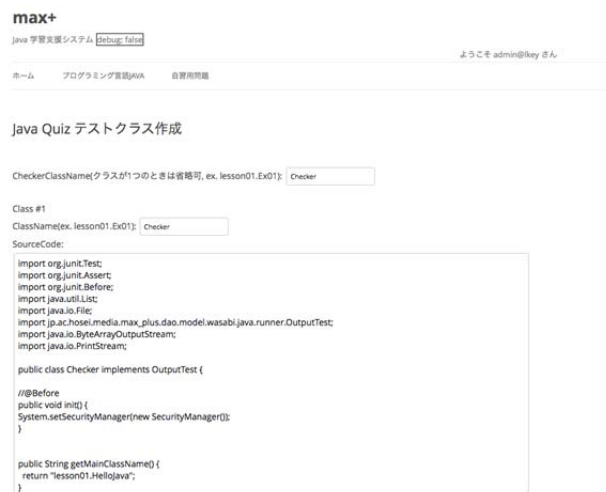 max+
Java 学習支援システム debug: false
ようこそ admin@lkey さん
ホーム プログラミング言語JAVA 自習用問題
Java Quiz テストクラス作成
CheckerClassName(クラスが1つのときは省略可, ex. lesson01.Ex01): Checker
Class #1
ClassName(ex. lesson01.Ex01): Checker
SourceCode:
import org.junit.Test;
import org.junit.Assert;
import org.junit.Before;
import java.util.List;
import java.io.File;
import jp.ac.hosei.media.max_plus.dao.model.wasabi.java.runner.OutputTest;
import java.io.ByteArrayOutputStream;
import java.io.PrintStream;
public class Checker implements OutputTest {
//@Before
public void init() {
System.setSecurityManager(new SecurityManager());
}
public String getMainClassName() {
return "lesson01.HelloJava";
}